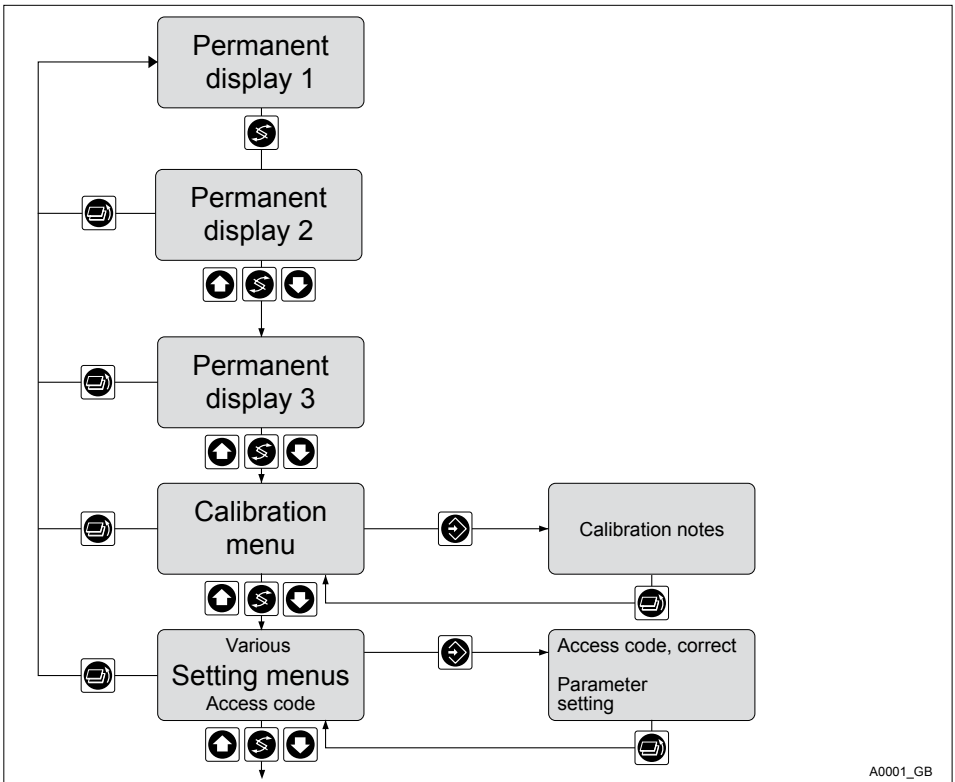 Permanent
display 1
Permanent
display 2
Permanent
display 3
Calibration
menu
Calibration notes
Various
Setting menus
Access code
Access code, correct
Parameter
setting
A0001_GB